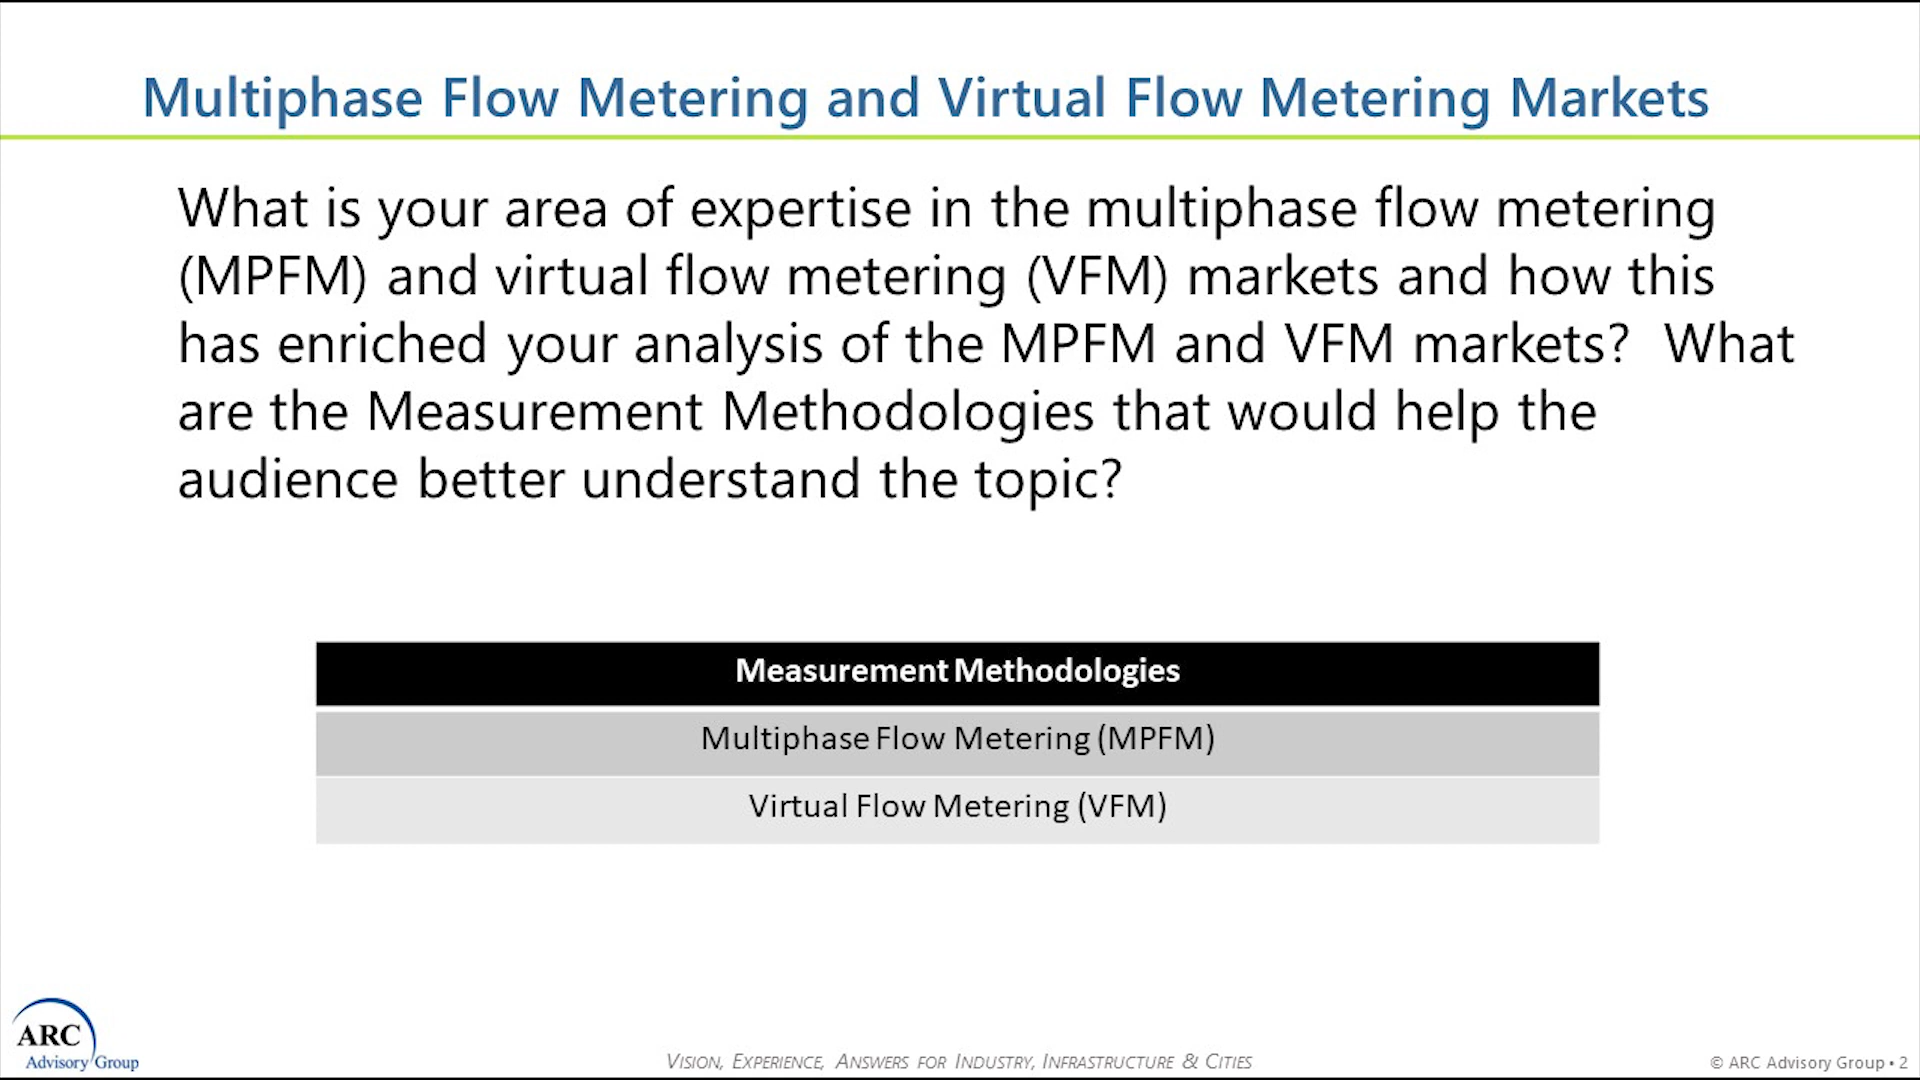 Multiphase Flow Metering and Virtual Flow Metering Markets
What is your area of expertise in the multiphase flow metering
(MPFM) and virtual flow metering (VFM) markets and how this
has enriched your analysis of the MPFM and VFM markets?  What
are the Measurement Methodologies that would help the
audience better understand the topic?
Measurement Methodologies
Multiphase Flow Metering (MPFM)
Virtual Flow Metering (VFM)
ARC
Advisory Group
VISION, EXPERIENCE, ANSWERS FOR INDUSTRY, INFRASTRUCTURE & CITIES
© ARC Advisory Group • 2